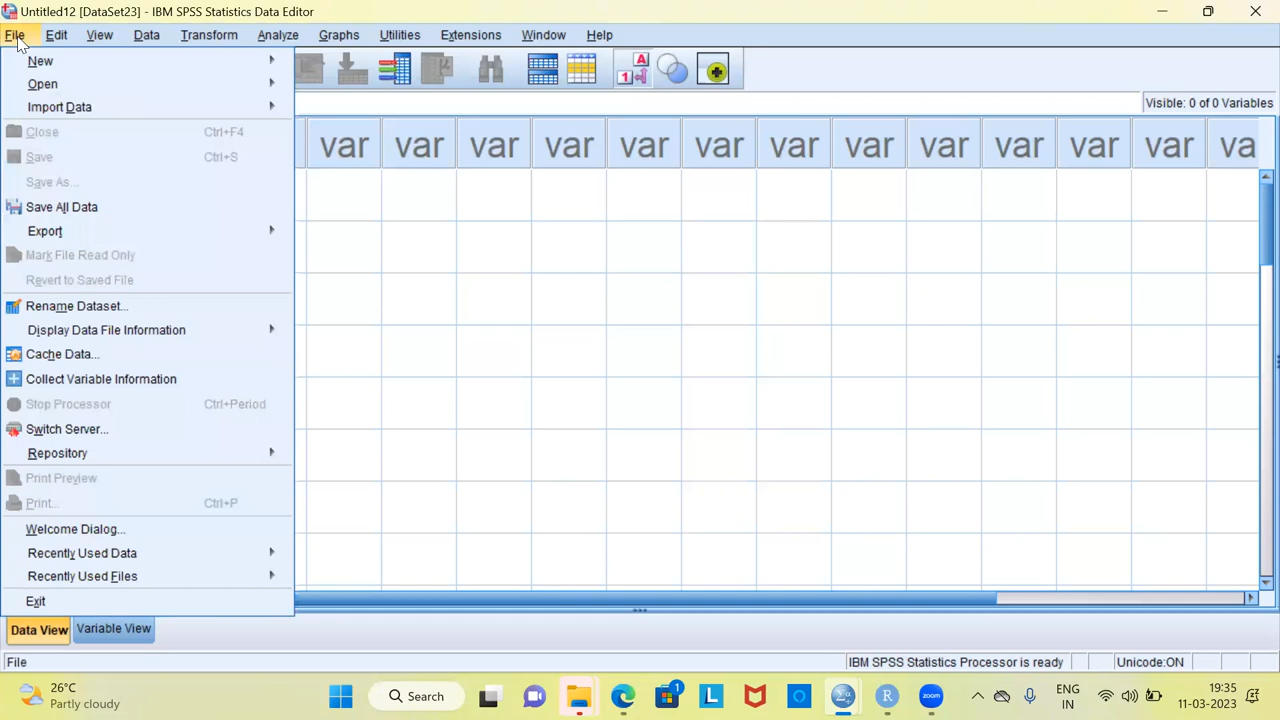 Untitled12 [DataSet23] - IBM SPSS Statistics Data Editor
File Edit View Data Transform Analyze Graphs Utilities Extensions Window Help
New
Open
Import Data
Visible: 0 of 0 Variables
Close Ctrl+F4
Save Ctrl+S
Save As...
Save All Data
Export
Mark File Read Only
Revert to Saved File
Rename Dataset...
Display Data File Information
Cache Data...
Collect Variable Information
Stop Processor Ctrl+Period
Switch Server...
Repository
Print Preview
Print... Ctrl+P
Welcome Dialog...
Recently Used Data
Recently Used Files
Exit
var var var var var var var var var var var var va
Data View Variable View
File IBM SPSS Statistics Processor is ready Unicode:ON
26°C
Partly cloudy
Search
1
L
R
zoom
ENG
IN
19:35
11-03-2023